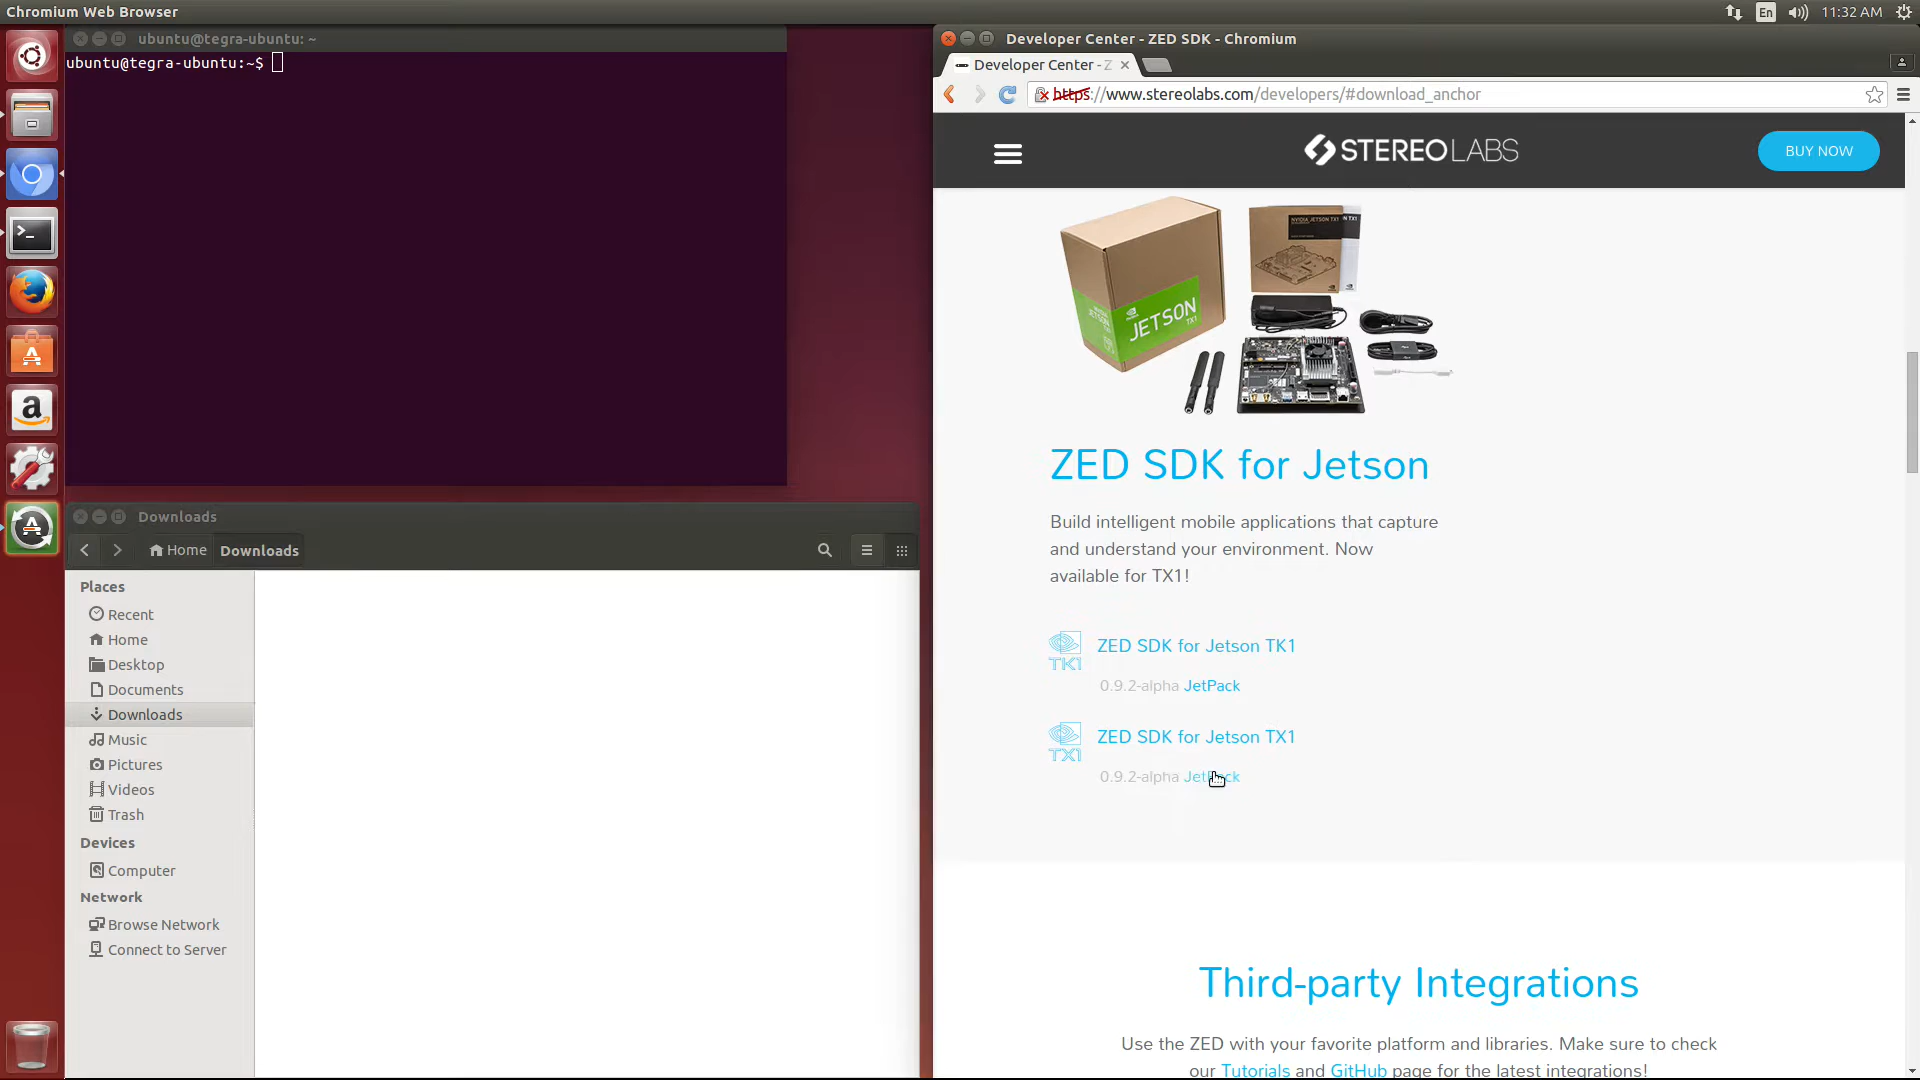 Chromium Web Browser
En
11:32 AM
ubuntu@tegra-ubuntu: ~
ubuntu@tegra-ubuntu:~$
Developer Center - ZED SDK - Chromium
Developer Center - Z
https://www.stereolabs.com/developers/#download_anchor
STEREOLABS
BUY NOW
NVIDIA JETSON TX1
JETSON
TX1
ZED SDK for Jetson
Build intelligent mobile applications that capture
and understand your environment. Now
available for TX1!
TK1
ZED SDK for Jetson TK1
0.9.2-alpha JetPack
TX1
ZED SDK for Jetson TX1
0.9.2-alpha JetPack
Third-party Integrations
Use the ZED with your favorite platform and libraries. Make sure to check
our Tutorials and GitHub page for the latest integrations!
Downloads
Home
Downloads
Places
Recent
Home
Desktop
Documents
Downloads
Music
Pictures
Videos
Trash
Devices
Computer
Network
Browse Network
Connect to Server